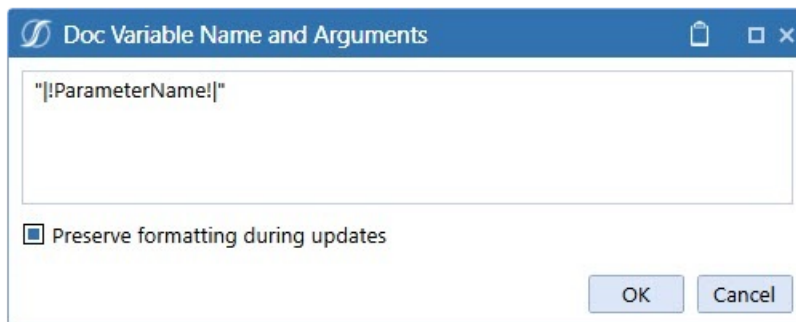 Doc Variable Name and Arguments
"|!ParameterName!|"
Preserve formatting during updates
OK Cancel